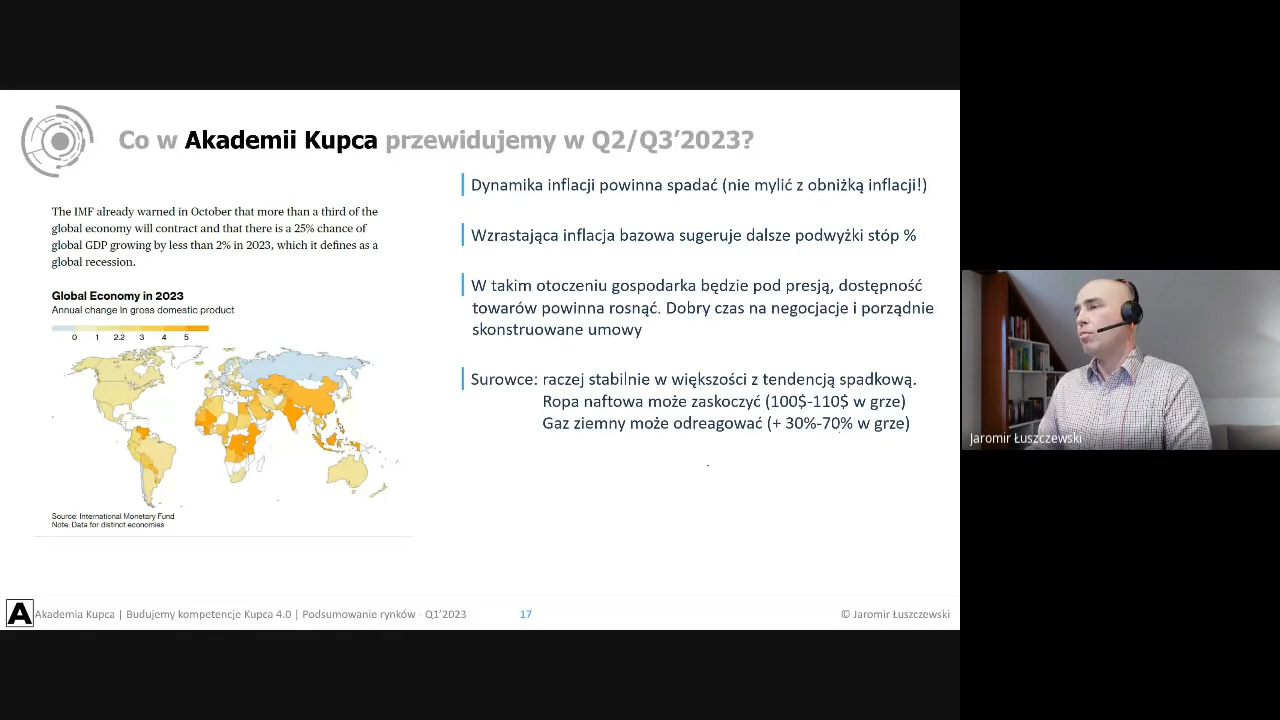 Co w Akademii Kupca przewidujemy w Q2/Q3’2023?
The IMF already warned in October that more than a third of the
global economy will contract and that there is a 25% chance of
global GDP growing by less than 2% in 2023, which it defines as a
global recession.
Global Economy in 2023
Annual change in gross domestic product
0 1 2.2 3 4 5
Source: International Monetary Fund
Note: Data for distinct economies
Dynamika inflacji powinna spadać (nie mylić z obniżką inflacji!)
Wzrastająca inflacja bazowa sugeruje dalsze podwyżki stóp %
W takim otoczeniu gospodarka będzie pod presją, dostępność
towarów powinna rosnąć. Dobry czas na negocjacje i porządnie
skonstruowane umowy
Surowce: raczej stabilnie w większości z tendencją spadkową.
Ropa naftowa może zaskoczyć (100$-110$ w grze)
Gaz ziemny może odreagować (+ 30%-70% w grze)
Jaromir Łuszczewski
A Akademia Kupca | Budujemy kompetencje Kupca 4.0 | Podsumowanie rynków - Q1’2023 17 © Jaromir Łuszczewski